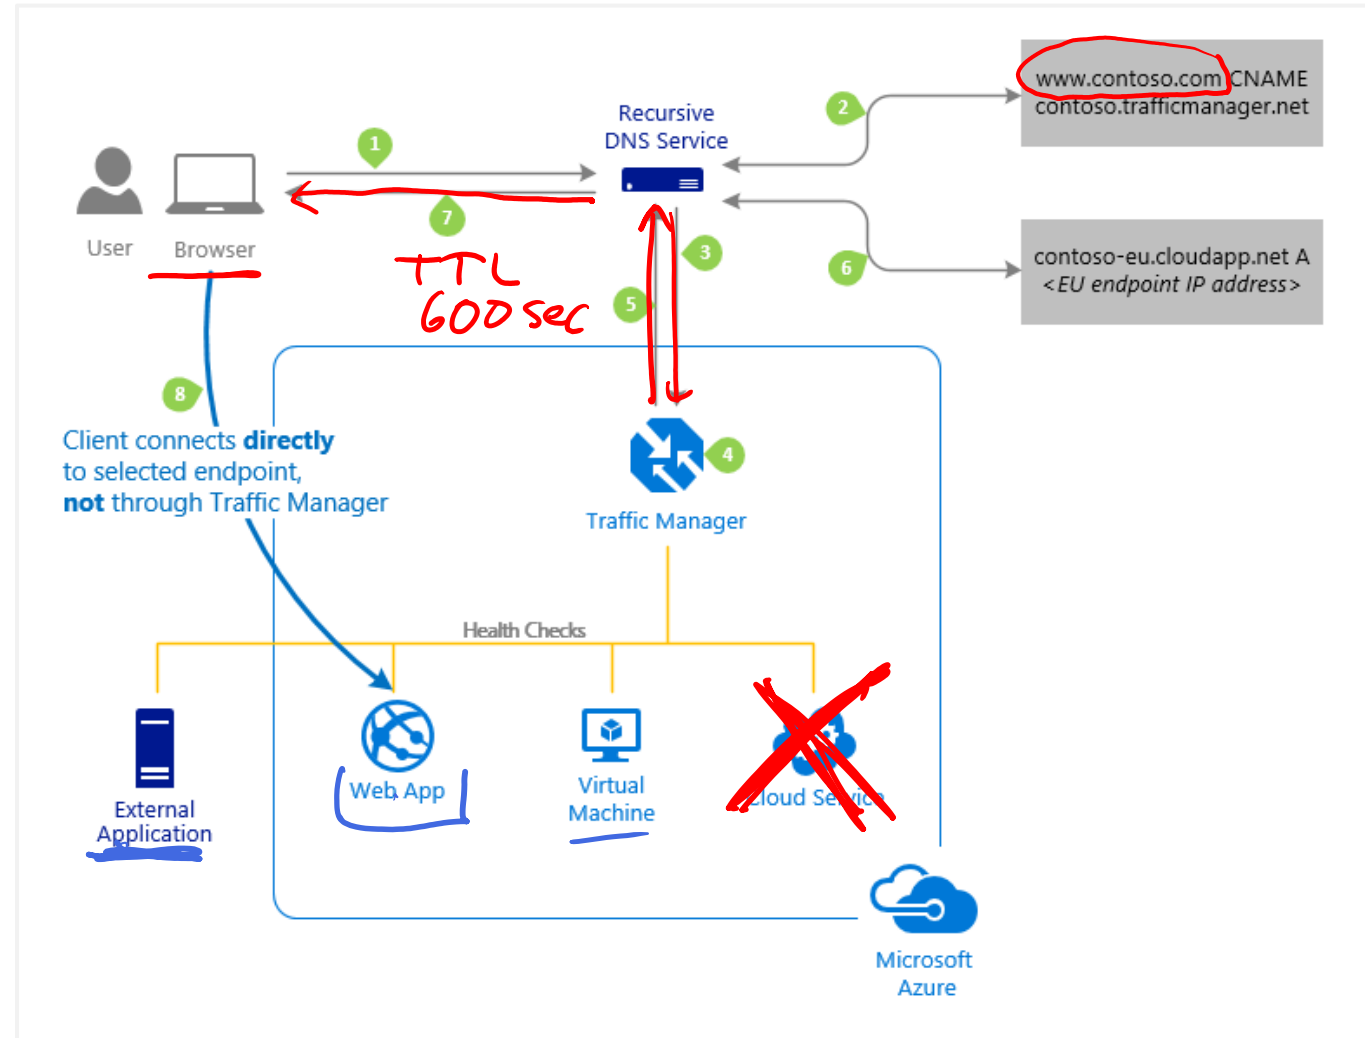 www.contoso.com CNAME
contoso.trafficmanager.net
Recursive
DNS Service
1
2
7
3
6
5
User
Browser
contoso-eu.cloudapp.net A
<EU endpoint IP address>
TTL
600 sec
8
Client connects directly
to selected endpoint,
not through Traffic Manager
4
Traffic Manager
Health Checks
External
Application
Web App
Virtual
Machine
Cloud Service
Microsoft
Azure